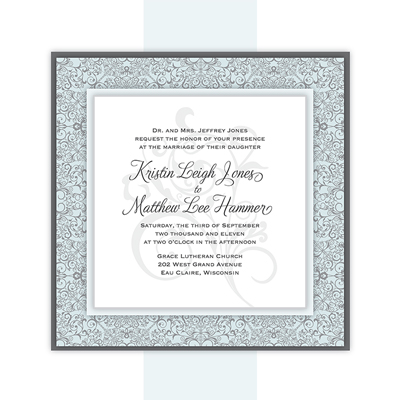 Dr. and Mrs. Jeffrey Jones
request the honor of your presence
at the marriage of their daughter
Kristin Leigh Jones
to
Matthew Lee Hammer
Saturday, the third of September
two thousand and eleven
at two o'clock in the afternoon
Grace Lutheran Church
202 West Grand Avenue
Eau Claire, Wisconsin